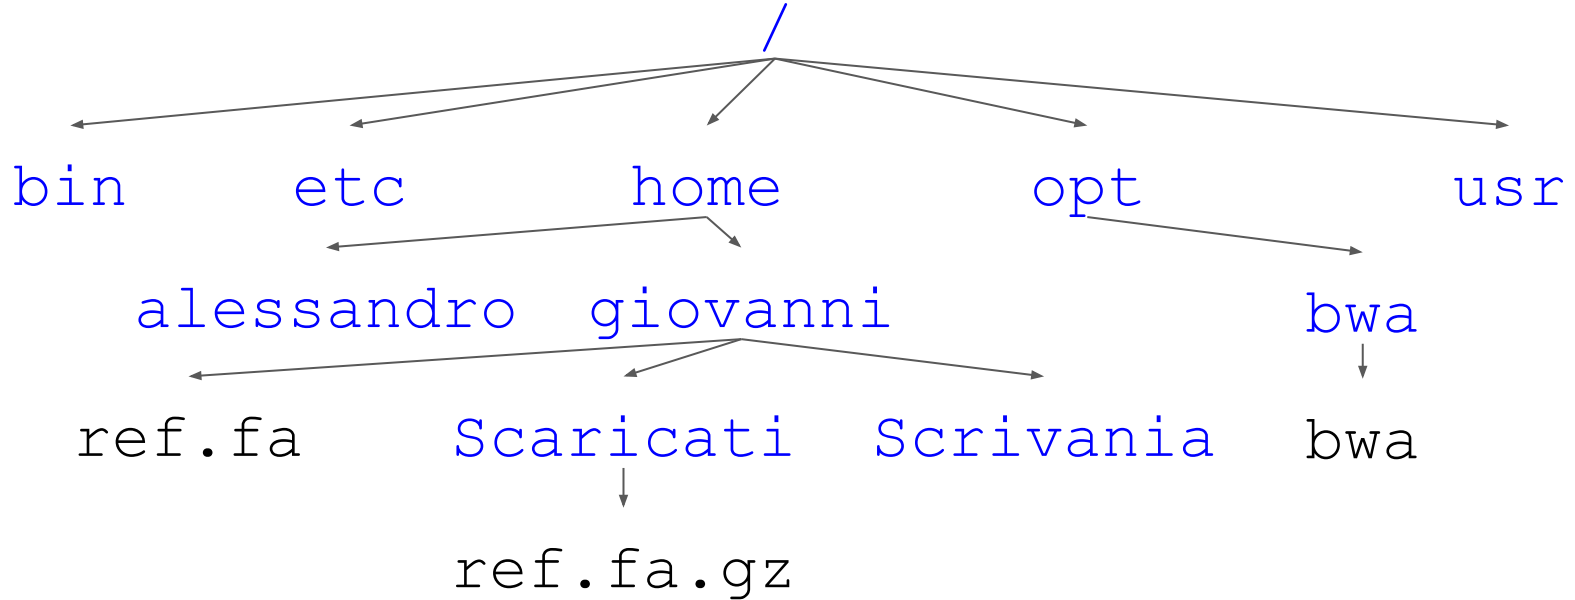 /
bin etc home opt usr
alessandro giovanni bwa
ref.fa Scaricati Scrivania bwa
ref.fa.gz